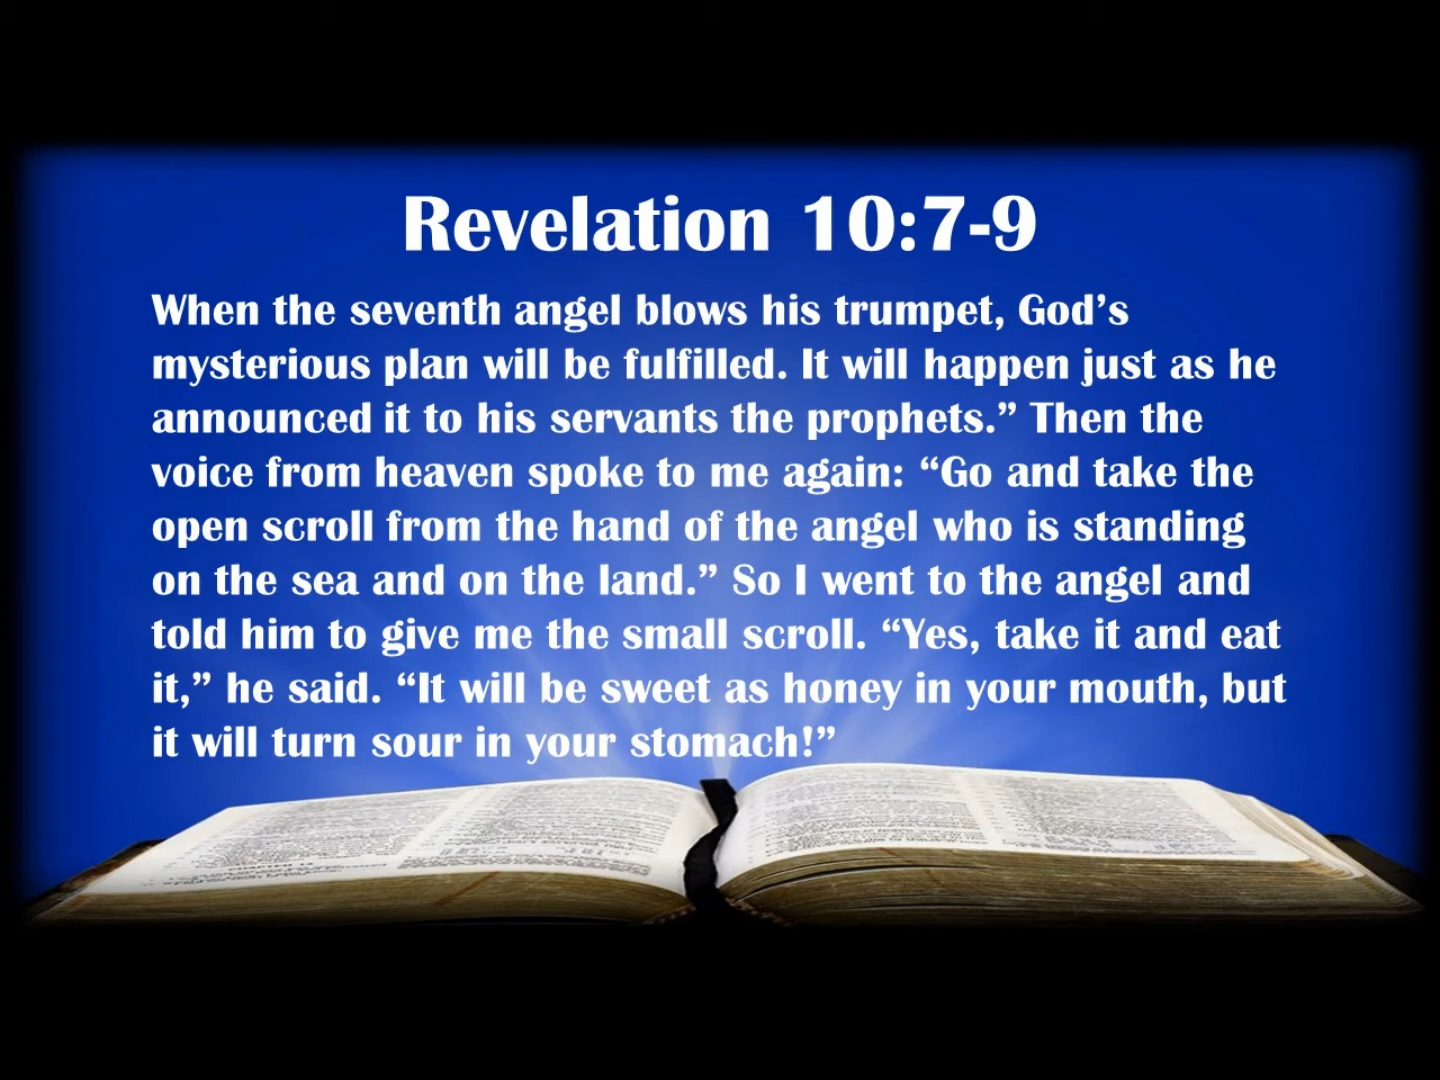 Revelation 10:7-9
When the seventh angel blows his trumpet, God’s
mysterious plan will be fulfilled. It will happen just as he
announced it to his servants the prophets.” Then the
voice from heaven spoke to me again: “Go and take the
open scroll from the hand of the angel who is standing
on the sea and on the land.” So I went to the angel and
told him to give me the small scroll. “Yes, take it and eat
it,” he said. “It will be sweet as honey in your mouth, but
it will turn sour in your stomach!”